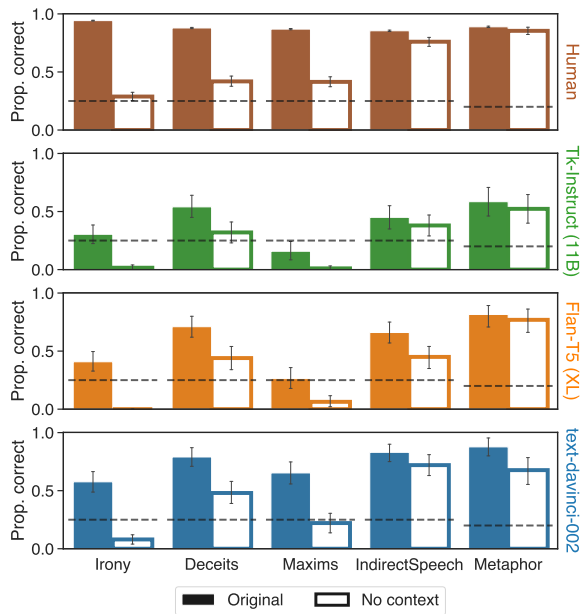 1.0
0.5
0.0
Prop. correct
Human
1.0
0.5
0.0
Prop. correct
Tk-Instruct (11B)
1.0
0.5
0.0
Prop. correct
Flan-T5 (XL)
1.0
0.5
0.0
Prop. correct
text-davinci-002
Irony Deceits Maxims IndirectSpeech Metaphor
Original No context